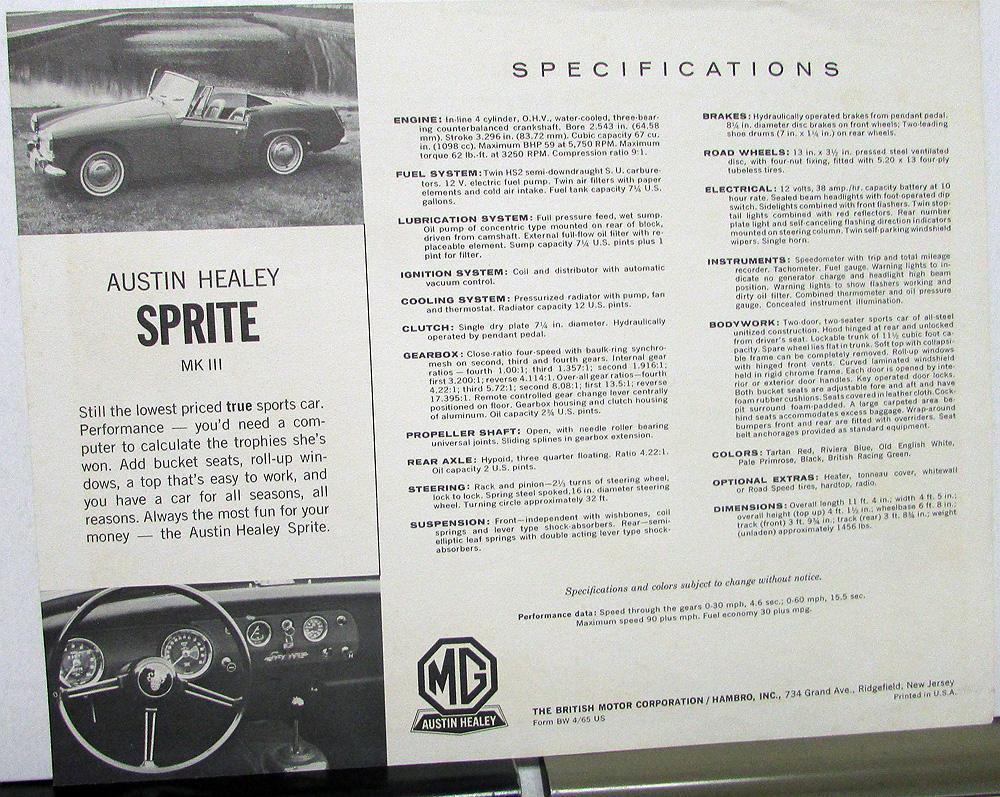 SPECIFICATIONS
AUSTIN HEALEY
SPRITE
MK III
Still the lowest priced true sports car.
Performance — you'd need a com-
puter to calculate the trophies she's
won. Add bucket seats, roll-up win-
dows, a top that's easy to work, and
you have a car for all seasons, all
reasons. Always the most fun for your
money — the Austin Healey Sprite.
ENGINE: In-line 4 cylinder, O.H.V., water-cooled, three-bear-
ing counterbalanced crankshaft. Bore 2.543 in. (64.58
mm). Stroke 3.296 in. (83.72 mm). Cubic capacity 67 cu.
in. (1098 cc). Maximum BHP 59 at 5,750 RPM. Maximum
torque 62 lb.-ft. at 3250 RPM. Compression ratio 9:1.
FUEL SYSTEM: Twin HS2 semi-downdraught S. U. carbure-
tors. 12 V. electric fuel pump. Twin air filters with paper
elements and cold air intake. Fuel tank capacity 7¼ U.S.
gallons.
LUBRICATION SYSTEM: Full pressure feed, wet sump.
Oil pump of concentric type mounted on rear of block,
driven from camshaft. External full-flow oil filter with re-
placeable element. Sump capacity 7¼ U.S. pints plus 1
pint for filter.
IGNITION SYSTEM: Coil and distributor with automatic
vacuum control.
COOLING SYSTEM: Pressurized radiator with pump, fan
and thermostat. Radiator capacity 12 U.S. pints.
CLUTCH: Single dry plate 7¼ in. diameter. Hydraulically
operated by pendant pedal.
GEARBOX: Close-ratio four-speed with baulk-ring synchro-
mesh on second, third and fourth gears. Internal gear
ratios — fourth 1.00:1; third 1.357:1; second 1.916:1;
first 3.200:1; reverse 4.114:1. Over-all gear ratios—fourth
4.22:1; third 5.72:1; second 8.08:1; first 13.5:1; reverse
17.395:1. Remote controlled gear change lever centrally
positioned on floor. Gearbox housing and clutch housing
of aluminum. Oil capacity 2¾ U.S. pints.
PROPELLER SHAFT: Open, with needle roller bearing
universal joints. Sliding splines in gearbox extension.
REAR AXLE: Hypoid, three quarter floating. Ratio 4.22:1.
Oil capacity 2 U.S. pints.
STEERING: Rack and pinion—2⅓ turns of steering wheel,
lock to lock. Spring steel spoked, 16 in. diameter steering
wheel. Turning circle approximately 32 ft.
SUSPENSION: Front—independent with wishbones, coil
springs and lever type shock-absorbers. Rear—semi-
elliptic leaf springs with double acting lever type shock-
absorbers.
BRAKES: Hydraulically operated brakes from pendant pedal.
8¼ in. diameter disc brakes on front wheels; Two-leading
shoe drums (7 in. x 1¼ in.) on rear wheels.
ROAD WHEELS: 13 in. x 3½ in. pressed steel ventilated
disc, with four-nut fixing, fitted with 5.20 x 13 four-ply
tubeless tires.
ELECTRICAL: 12 volts, 38 amp./hr. capacity battery at 10
hour rate. Sealed beam headlights with foot-operated dip
switch. Sidelights combined with front flashers. Twin stop-
tail lights combined with red reflectors. Rear number
plate light and self-canceling flashing direction indicators
mounted on steering column. Twin self-parking windshield
wipers. Single horn.
INSTRUMENTS: Speedometer with trip and total mileage
recorder. Tachometer. Fuel gauge. Warning lights to in-
dicate no generator charge and headlight high beam
position. Warning lights to show flashers working and
dirty oil filter. Combined thermometer and oil pressure
gauge. Concealed instrument illumination.
BODYWORK: Two-door, two-seater sports car of all-steel
unitized construction. Hood hinged at rear and unlocked
from driver's seat. Lockable trunk of 11½ cubic foot ca-
pacity. Spare wheel lies flat in trunk. Soft top with collapsi-
ble frame can be completely removed. Roll-up windows
with hinged front vents. Curved laminated windshield
held in rigid chrome frame. Each door is opened by inte-
rior or exterior door handles. Key operated door locks.
Both bucket seats are adjustable fore and aft and have
foam rubber cushions. Seats covered in leather cloth. Cock-
pit surround foam-padded. A large carpeted area be-
hind seats accommodates excess baggage. Wrap-around
bumpers front and rear are fitted with overriders. Seat
belt anchorages provided as standard equipment.
COLORS: Tartan Red, Riviera Blue, Old English White,
Pale Primrose, Black, British Racing Green.
OPTIONAL EXTRAS: Heater, tonneau cover, whitewall
or Road Speed tires, hardtop, radio.
DIMENSIONS: Overall length 11 ft. 4 in.; width 4 ft. 5 in.;
overall height (top up) 4 ft. 1½ in.; wheelbase 6 ft. 8 in.;
track (front) 3 ft. 9¾ in.; track (rear) 3 ft. 8¾ in.; weight
(unladen) approximately 1456 lbs.
Specifications and colors subject to change without notice.
Performance data: Speed through the gears 0-30 mph, 4.6 sec.; 0-60 mph, 15.5 sec.
Maximum speed 90 plus mph. Fuel economy 30 plus mpg.
MG
AUSTIN HEALEY
THE BRITISH MOTOR CORPORATION / HAMBRO, INC., 734 Grand Ave., Ridgefield, New Jersey
Form BW 4/65 US
Printed in U.S.A.